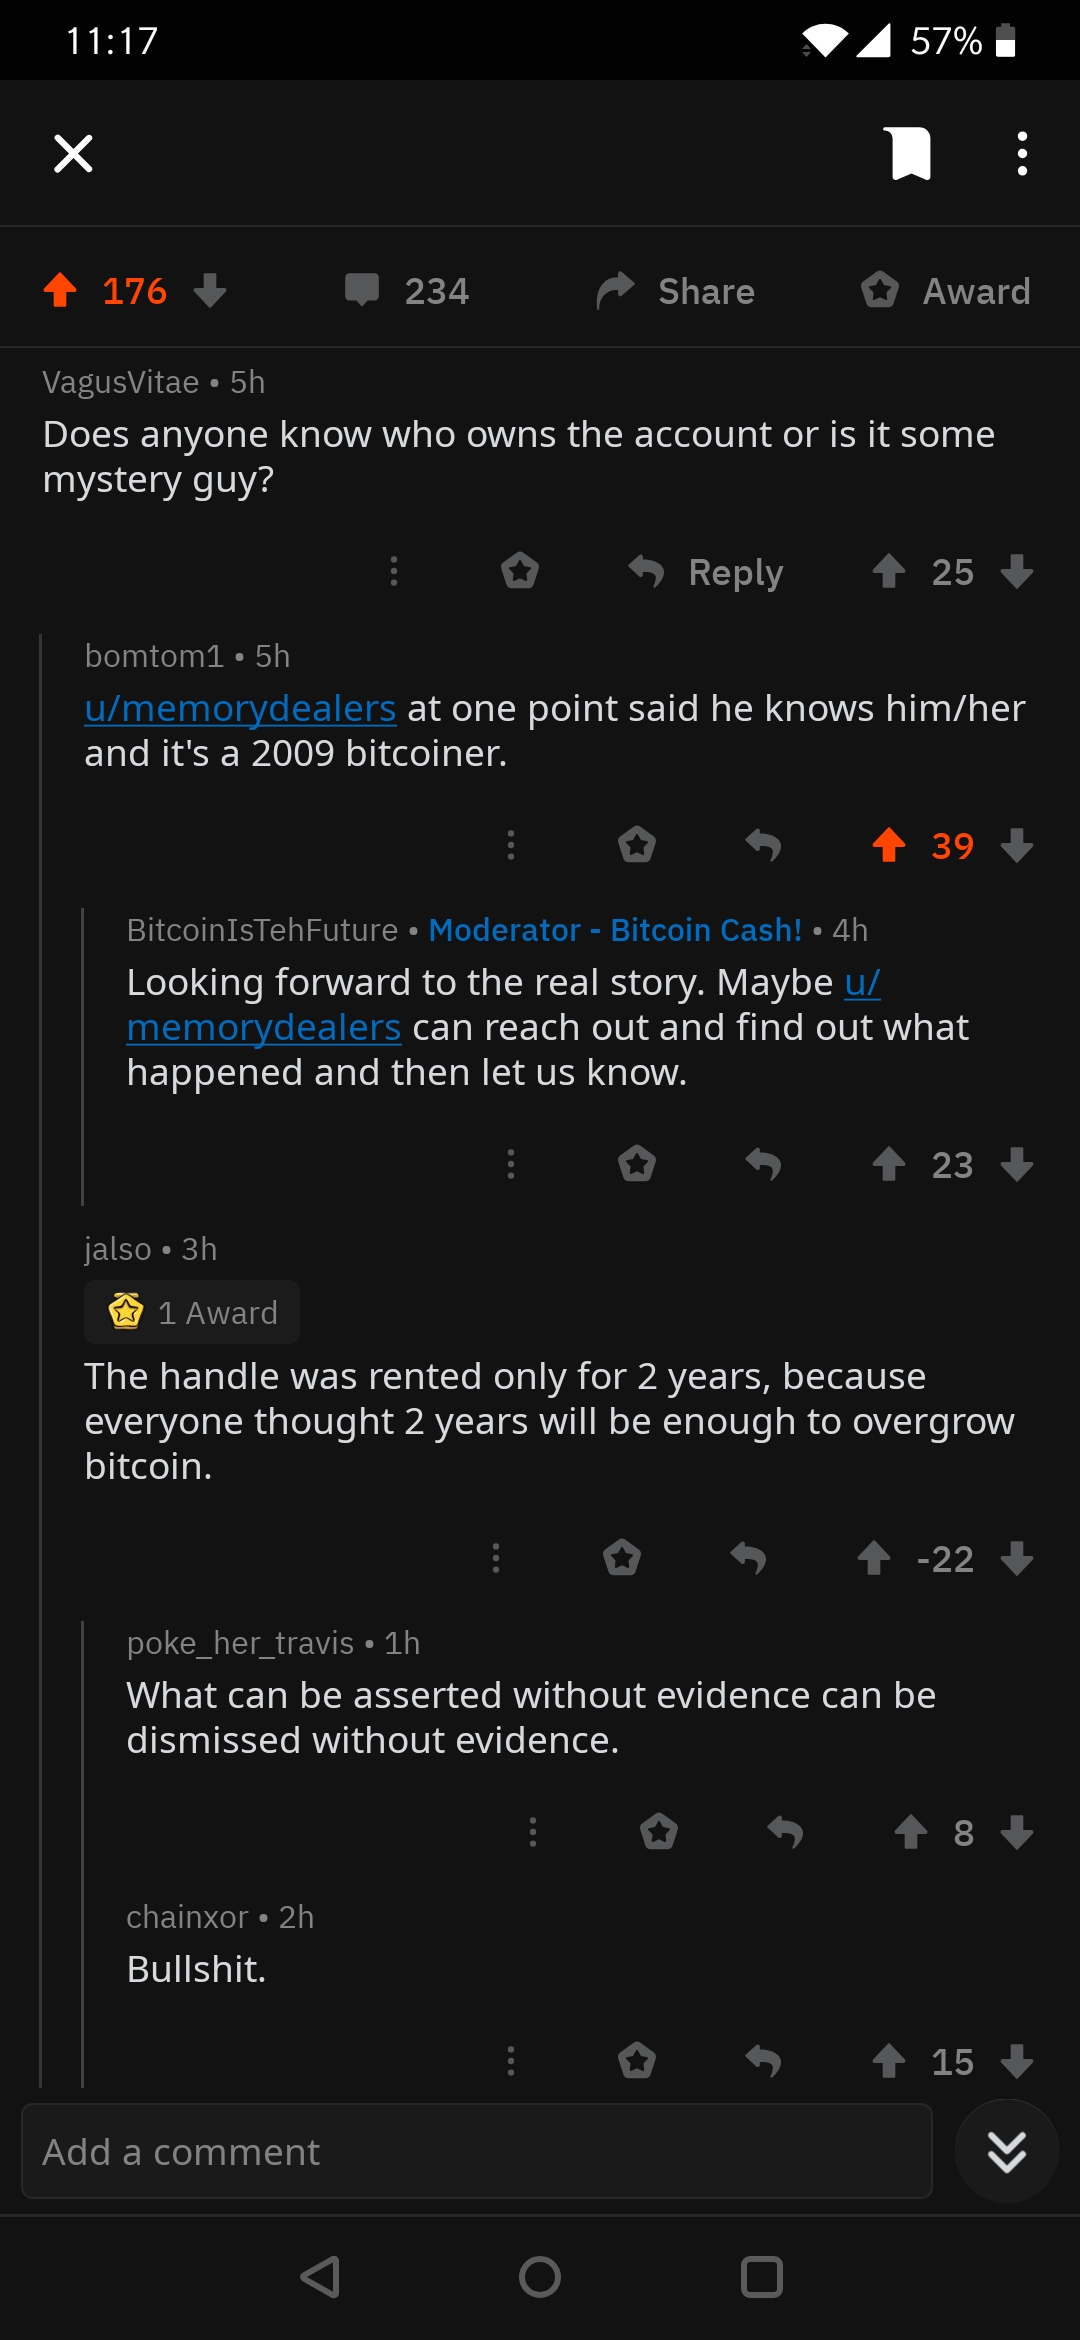 11:17
57%
176
234
Share
Award
VagusVitae • 5h
Does anyone know who owns the account or is it some
mystery guy?
Reply
25
bomtom1 • 5h
u/memorydealers at one point said he knows him/her
and it's a 2009 bitcoiner.
39
BitcoinIsTehFuture • Moderator - Bitcoin Cash! • 4h
Looking forward to the real story. Maybe u/
memorydealers can reach out and find out what
happened and then let us know.
23
jalso • 3h
1 Award
The handle was rented only for 2 years, because
everyone thought 2 years will be enough to overgrow
bitcoin.
-22
poke_her_travis • 1h
What can be asserted without evidence can be
dismissed without evidence.
8
chainxor • 2h
Bullshit.
15
Add a comment